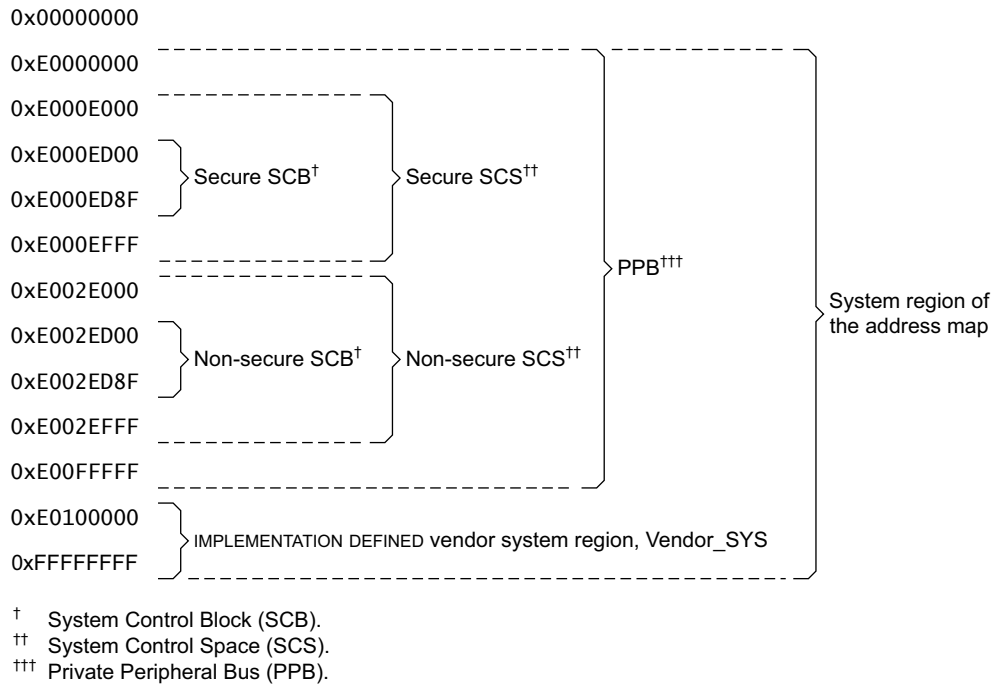 0x00000000
0xE0000000
0xE000E000
0xE000ED00
Secure SCB†
Secure SCS††
0xE000ED8F
0xE000EFFF
PPB†††
0xE002E000
System region of
the address map
0xE002ED00
Non-secure SCB†
Non-secure SCS††
0xE002ED8F
0xE002EFFF
0xE00FFFFF
0xE0100000
IMPLEMENTATION DEFINED vendor system region, Vendor_SYS
0xFFFFFFFF
† System Control Block (SCB).
†† System Control Space (SCS).
††† Private Peripheral Bus (PPB).